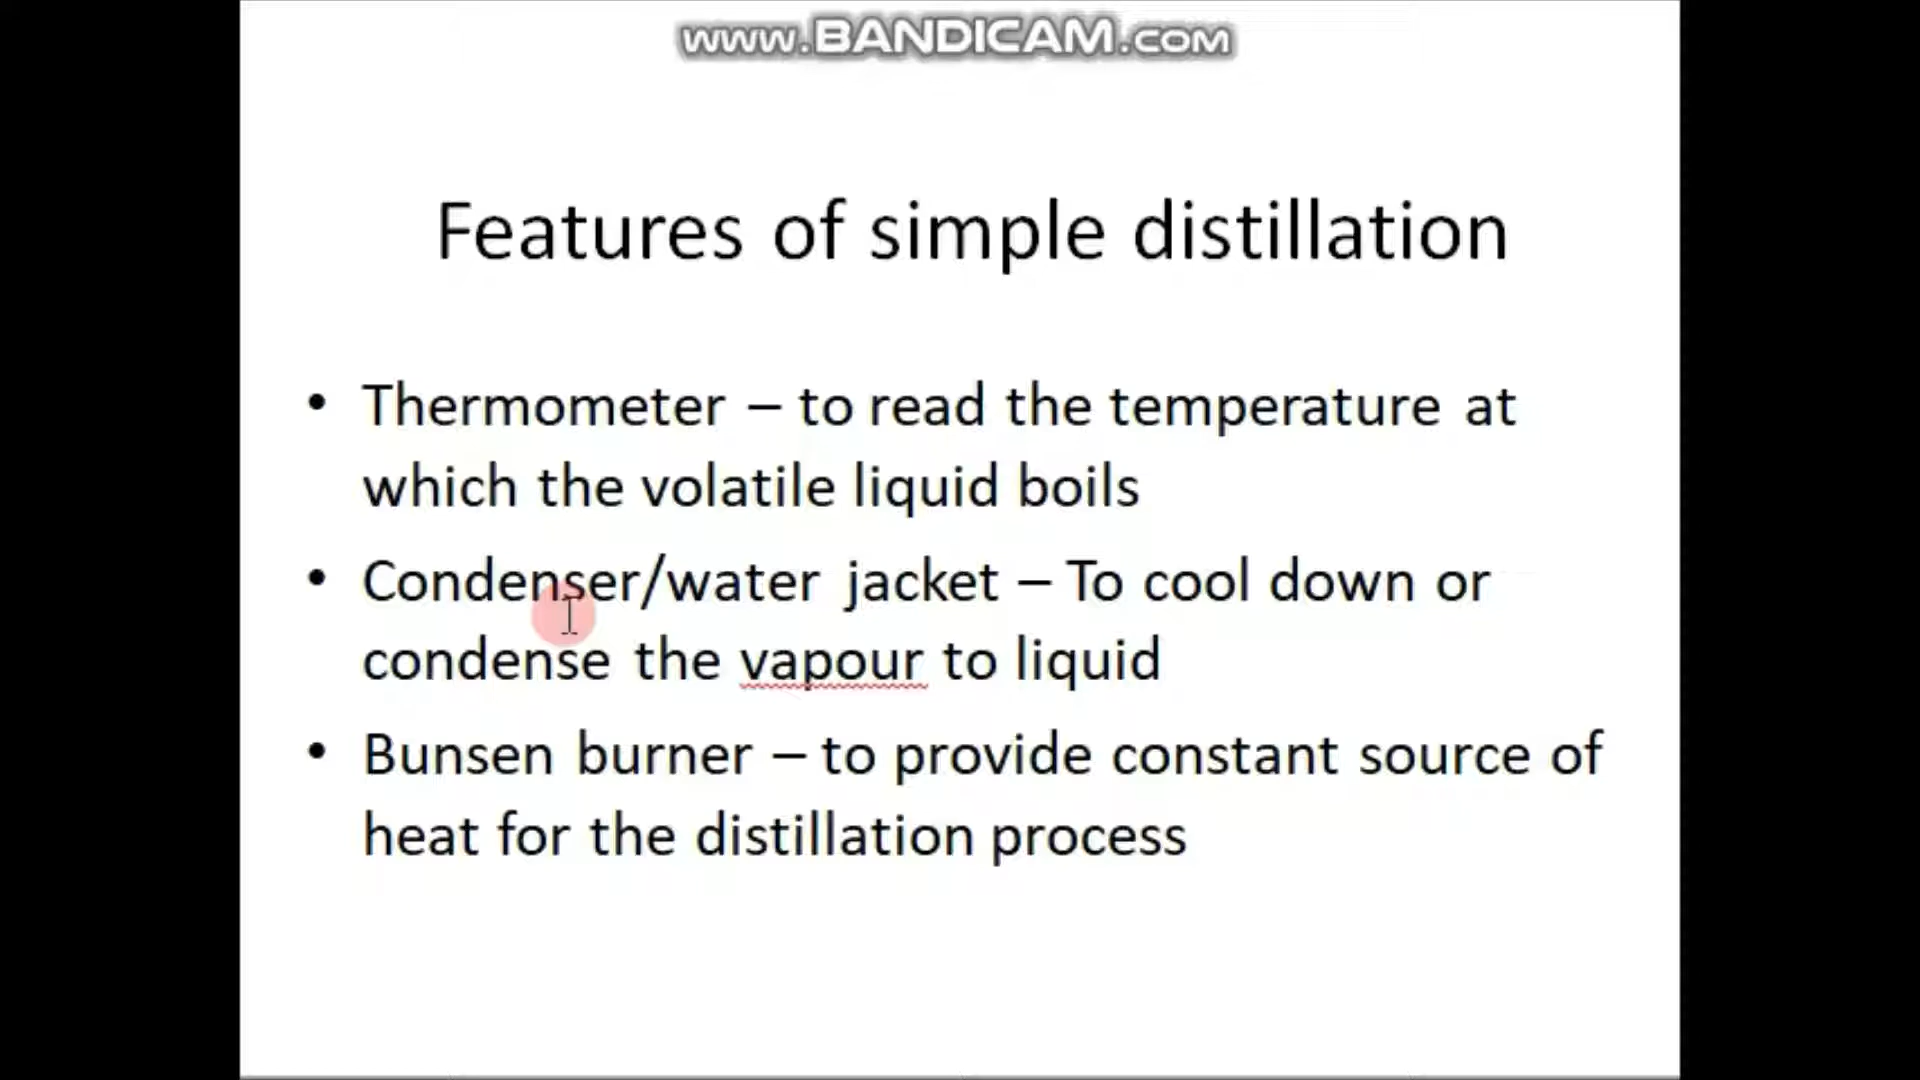 www.BANDICAM.com
Features of simple distillation
• Thermometer – to read the temperature at
which the volatile liquid boils
• Condenser/water jacket – To cool down or
condense the vapour to liquid
• Bunsen burner – to provide constant source of
heat for the distillation process